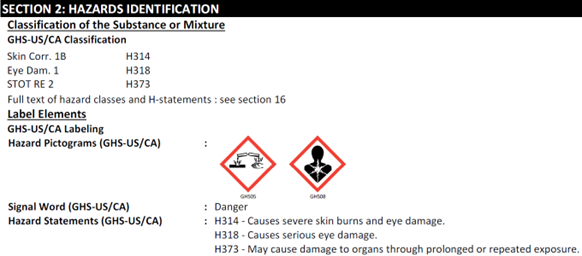 SECTION 2: HAZARDS IDENTIFICATION
Classification of the Substance or Mixture
GHS-US/CA Classification
Skin Corr. 1B H314
Eye Dam. 1 H318
STOT RE 2 H373
Full text of hazard classes and H-statements : see section 16
Label Elements
GHS-US/CA Labeling
Hazard Pictograms (GHS-US/CA) :
GHS05 GHS08
Signal Word (GHS-US/CA) : Danger
Hazard Statements (GHS-US/CA) : H314 - Causes severe skin burns and eye damage.
H318 - Causes serious eye damage.
H373 - May cause damage to organs through prolonged or repeated exposure.